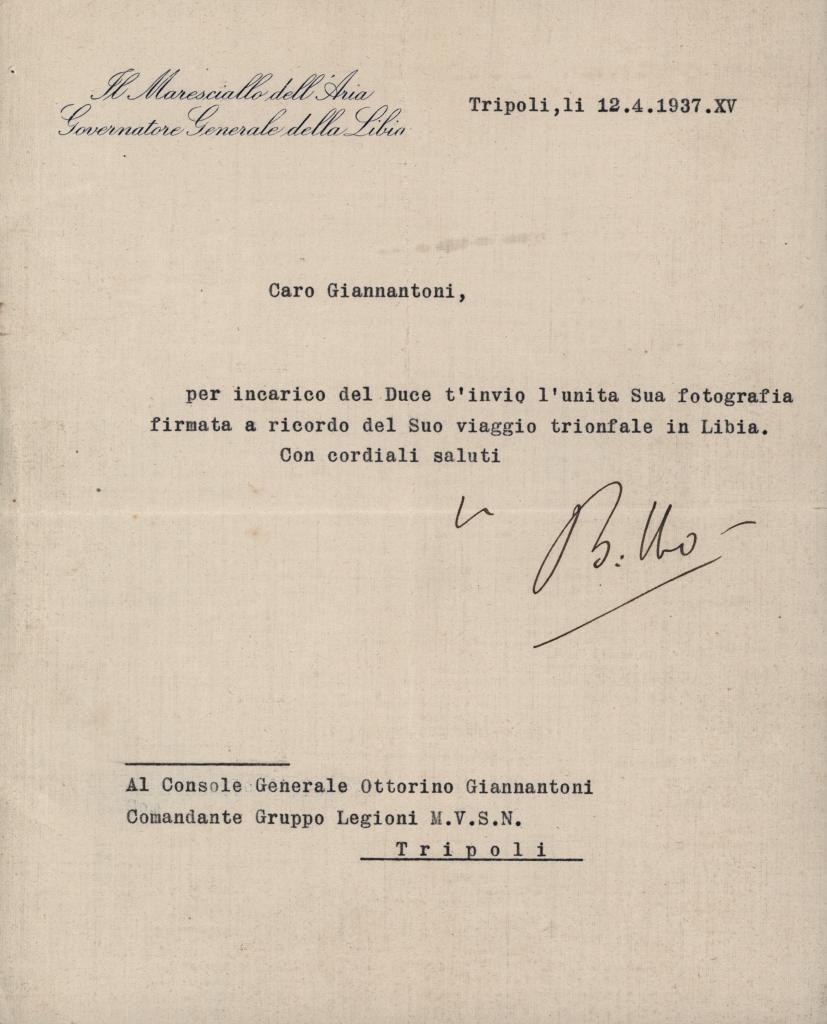 Il Maresciallo dell'Aria
Governatore Generale della Libia
Tripoli,li 12.4.1937.XV
Caro Giannantoni,
per incarico del Duce t'invio l'unita Sua fotografia
firmata a ricordo del Suo viaggio trionfale in Libia.
Con cordiali saluti
Balbo
Al Console Generale Ottorino Giannantoni
Comandante Gruppo Legioni M.V.S.N.
T r i p o l i